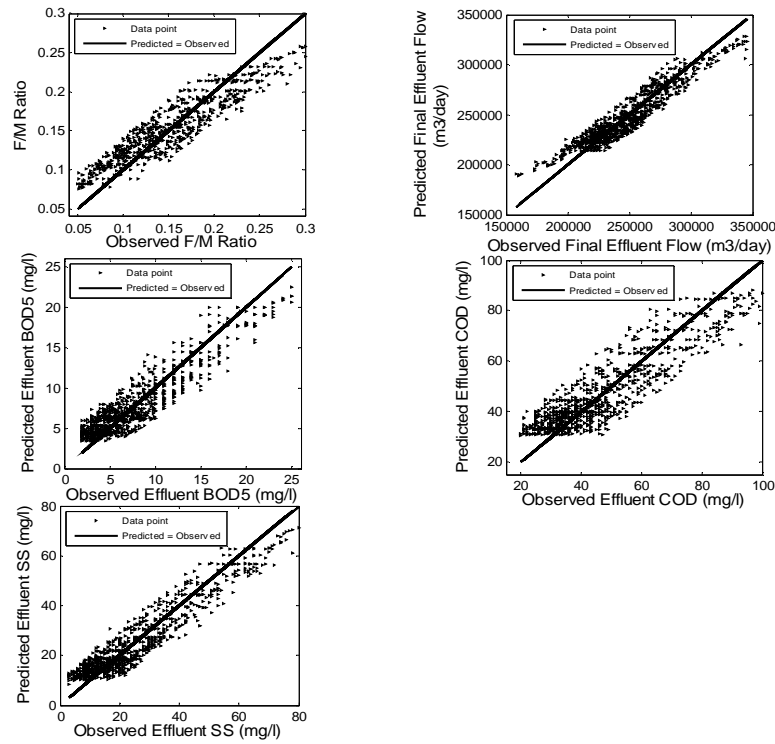 0.3
0.25
0.2
0.15
0.1
0.05
F/M Ratio
Data point
Predicted = Observed
0.05 0.1 0.15 0.2 0.25 0.3
Observed F/M Ratio
350000
300000
250000
200000
150000
Predicted Final Effluent Flow
(m3/day)
Data point
Predicted = Observed
150000 200000 250000 300000 350000
Observed Final Effluent Flow (m3/day)
25
20
15
10
5
0
Predicted Effluent BOD5 (mg/l)
Data point
Predicted = Observed
0 5 10 15 20 25
Observed Effluent BOD5 (mg/l)
100
80
60
40
20
Predicted Effluent COD (mg/l)
Data point
Predicted = Observed
20 40 60 80 100
Observed Effluent COD (mg/l)
80
60
40
20
0
Predicted Effluent SS (mg/l)
Data point
Predicted = Observed
0 20 40 60 80
Observed Effluent SS (mg/l)